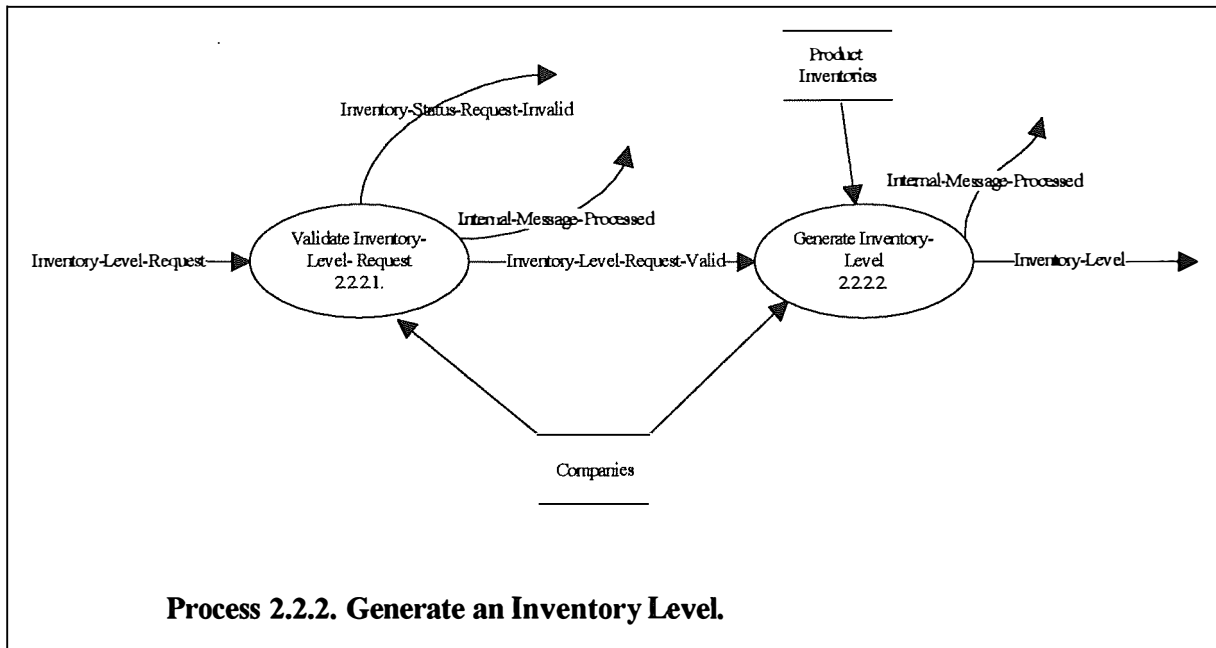 Product
Inventories
Inventory-Status-Request-Invalid
Internal-Message-Processed
Internal-Message-Processed
Inventory-Level-Request
Validate Inventory-
Level- Request
2.2.2.1.
Inventory-Level-Request-Valid
Generate Inventory-
Level
2.2.2.2.
Inventory-Level
Companies
Process 2.2.2. Generate an Inventory Level.